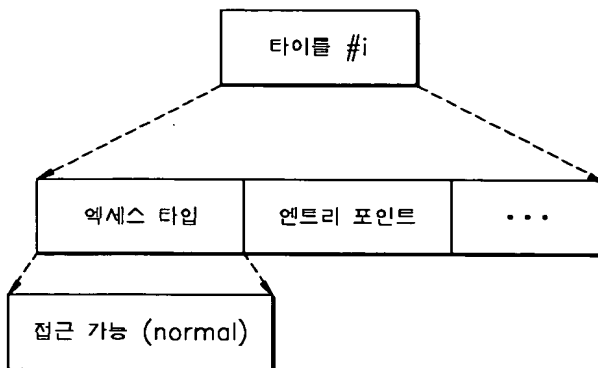 타이틀 #i
엑세스 타입
엔트리 포인트
...
접근 가능 (normal)